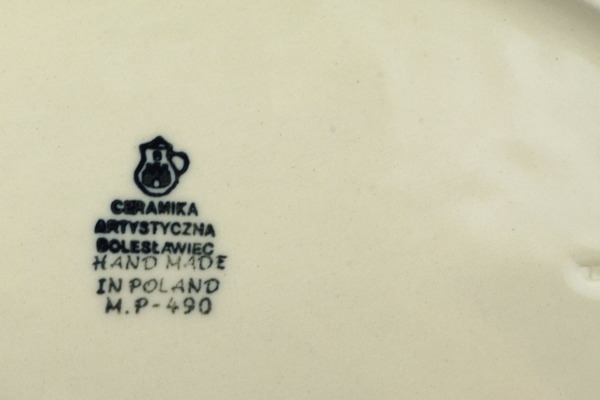 CERAMIKA
ARTYSTYCZNA
BOLESŁAWIEC
HAND MADE
IN POLAND
M.P-490